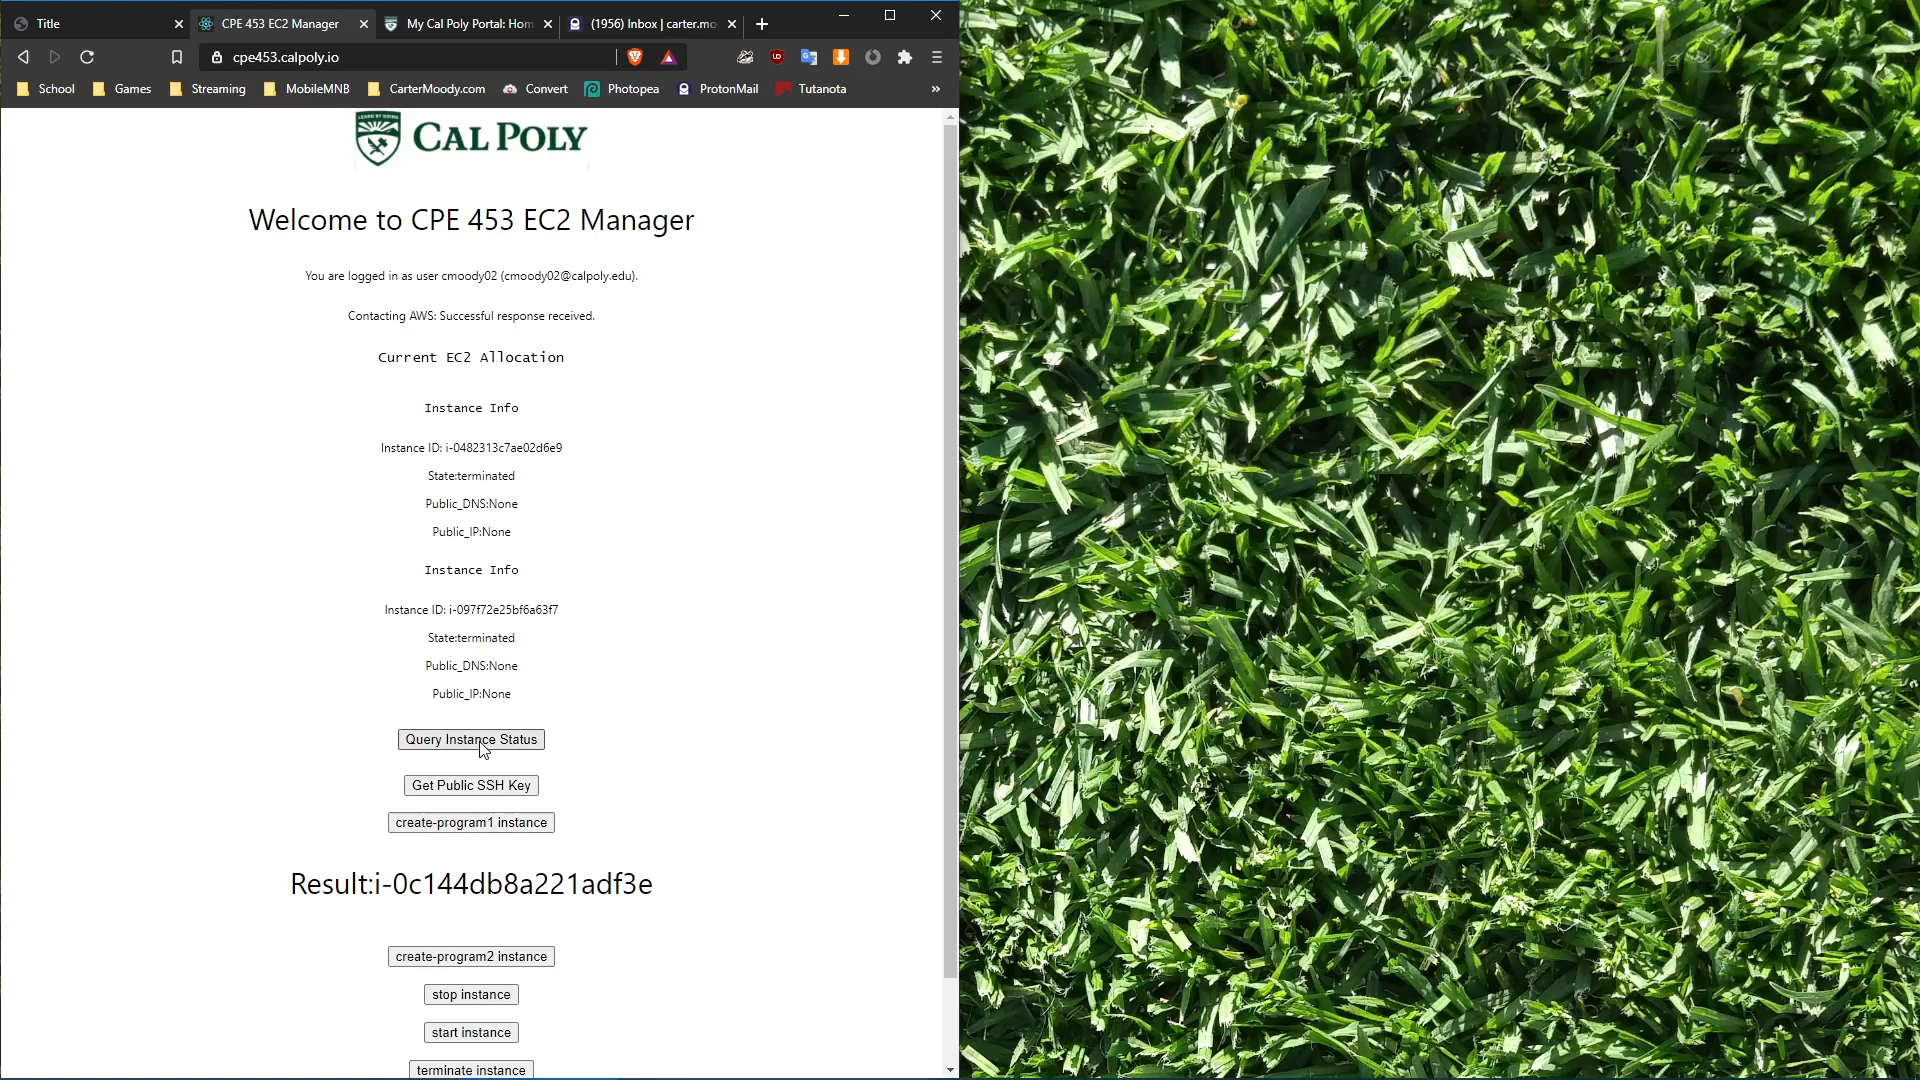 Title
CPE 453 EC2 Manager
My Cal Poly Portal: Hom
(1956) Inbox | carter.mo
cpe453.calpoly.io
School
Games
Streaming
MobileMNB
CarterMoody.com
Convert
Photopea
ProtonMail
Tutanota
»
LEARN BY DOING
CAL POLY
Welcome to CPE 453 EC2 Manager
You are logged in as user cmoody02 (cmoody02@calpoly.edu).
Contacting AWS: Successful response received.
Current EC2 Allocation
Instance Info
Instance ID: i-0482313c7ae02d6e9
State:terminated
Public_DNS:None
Public_IP:None
Instance Info
Instance ID: i-097f72e25bf6a63f7
State:terminated
Public_DNS:None
Public_IP:None
Query Instance Status
Get Public SSH Key
create-program1 instance
Result:i-0c144db8a221adf3e
create-program2 instance
stop instance
start instance
terminate instance